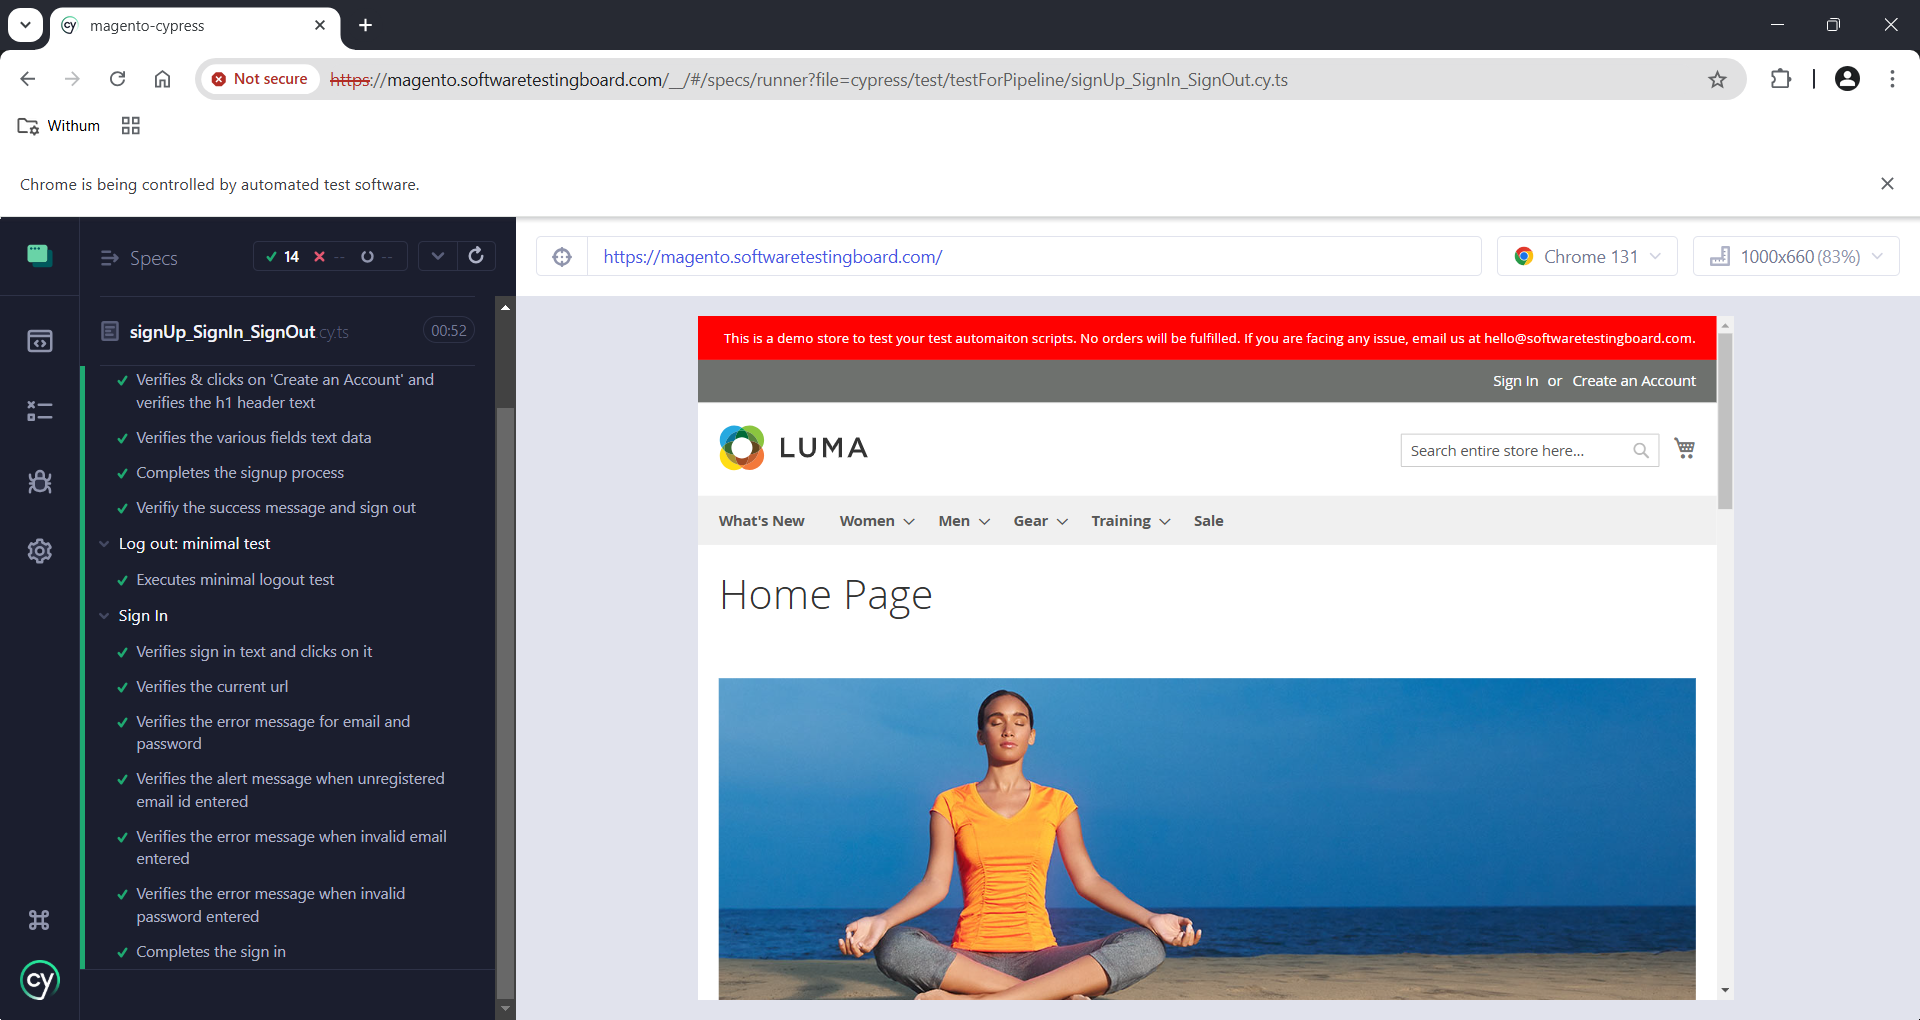 magento-cypress
Not secure
https://magento.softwaretestingboard.com/__/#/specs/runner?file=cypress/test/testForPipeline/signUp_SignIn_SignOut.cy.ts
Withum
Chrome is being controlled by automated test software.
Specs
14 -- --
https://magento.softwaretestingboard.com/
Chrome 131
1000x660 (83%)
signUp_SignIn_SignOut.cy.ts
00:52
Verifies & clicks on 'Create an Account' and
verifies the h1 header text
Verifies the various fields text data
Completes the signup process
Verifiy the success message and sign out
Log out: minimal test
Executes minimal logout test
Sign In
Verifies sign in text and clicks on it
Verifies the current url
Verifies the error message for email and
password
Verifies the alert message when unregistered
email id entered
Verifies the error message when invalid email
entered
Verifies the error message when invalid
password entered
Completes the sign in
cy
This is a demo store to test your test automaiton scripts. No orders will be fulfilled. If you are facing any issue, email us at hello@softwaretestingboard.com.
Sign In or Create an Account
LUMA
Search entire store here...
What's New Women Men Gear Training Sale
Home Page